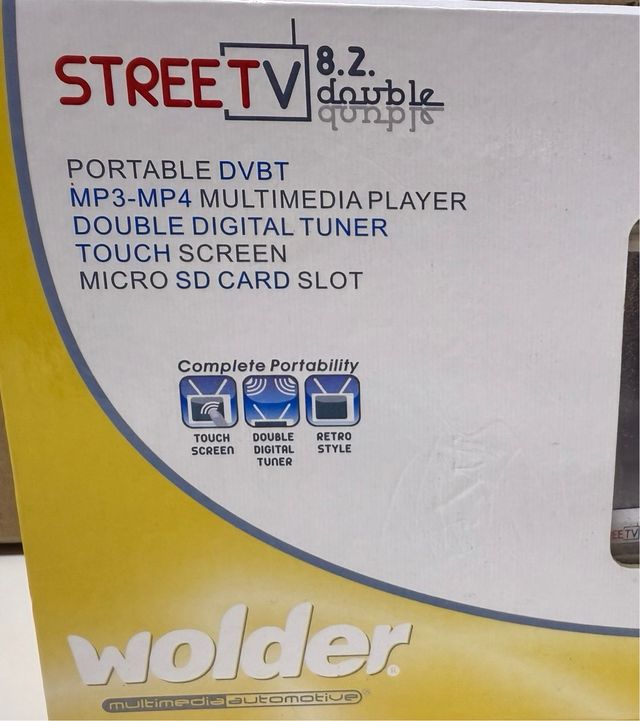 STREETV 8.2.
double
PORTABLE DVBT
MP3-MP4 MULTIMEDIA PLAYER
DOUBLE DIGITAL TUNER
TOUCH SCREEN
MICRO SD CARD SLOT
Complete Portability
TOUCH SCREEN
DOUBLE DIGITAL TUNER
RETRO STYLE
EETV
wolder®
multimedia automotive®